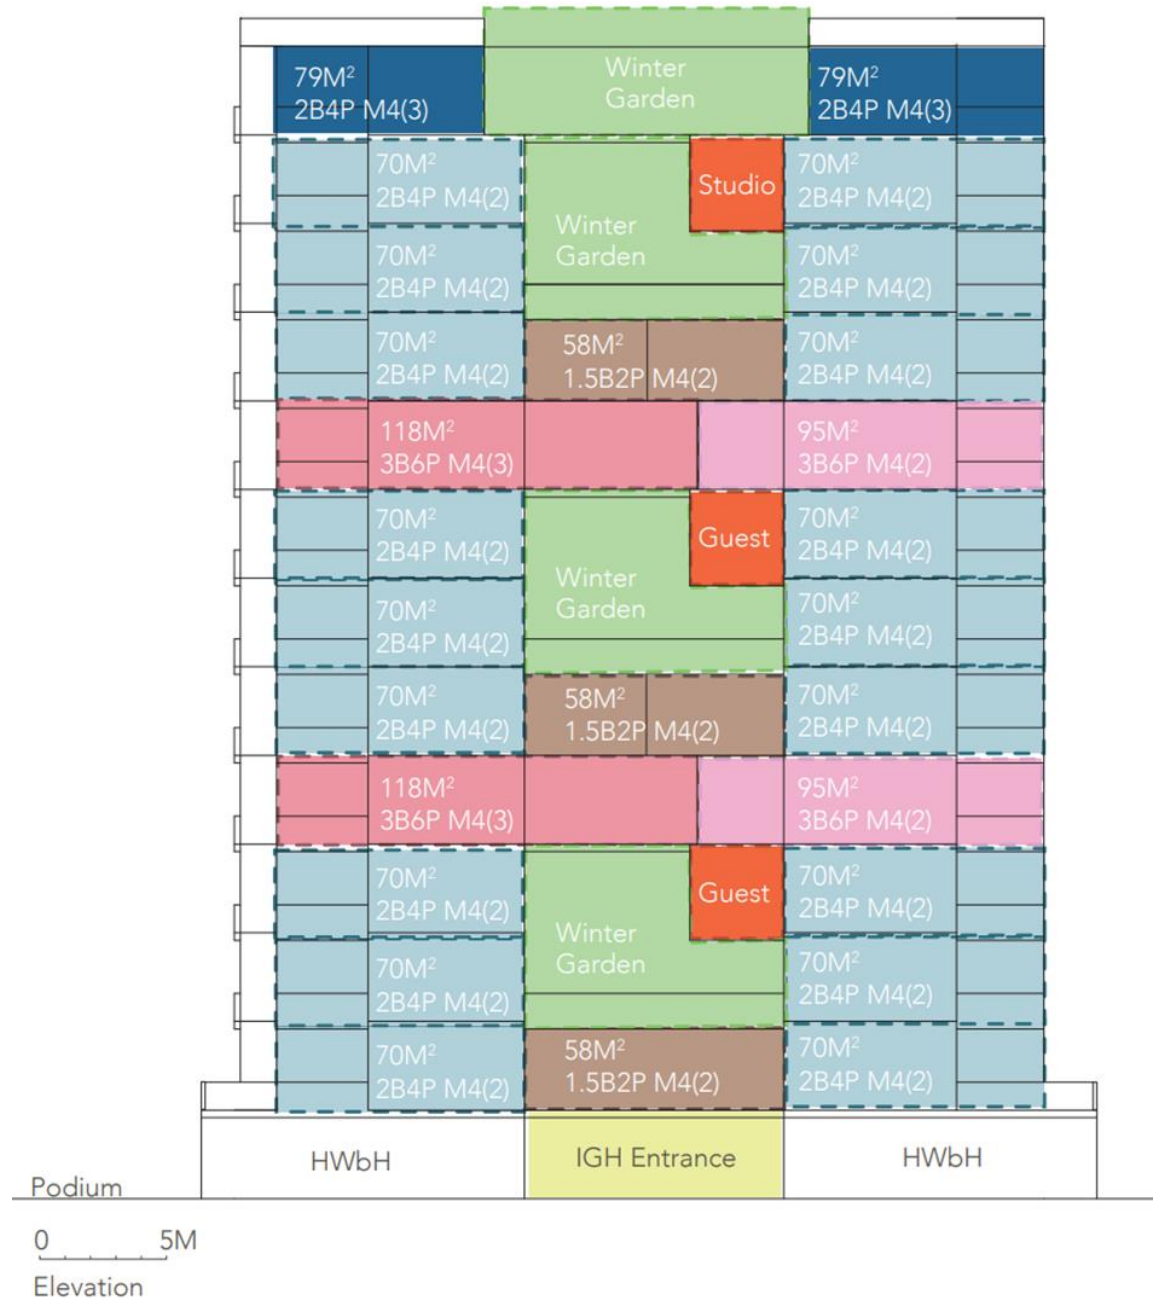 Winter
Garden
79M²
2B4P M4(3)
79M²
2B4P M4(3)
70M²
2B4P M4(2)
Studio
70M²
2B4P M4(2)
Winter
Garden
70M²
2B4P M4(2)
70M²
2B4P M4(2)
70M²
2B4P M4(2)
58M²
1.5B2P M4(2)
70M²
2B4P M4(2)
118M²
3B6P M4(3)
95M²
3B6P M4(2)
70M²
2B4P M4(2)
Guest
70M²
2B4P M4(2)
Winter
Garden
70M²
2B4P M4(2)
70M²
2B4P M4(2)
70M²
2B4P M4(2)
58M²
1.5B2P M4(2)
70M²
2B4P M4(2)
118M²
3B6P M4(3)
95M²
3B6P M4(2)
70M²
2B4P M4(2)
Guest
70M²
2B4P M4(2)
Winter
Garden
70M²
2B4P M4(2)
70M²
2B4P M4(2)
70M²
2B4P M4(2)
58M²
1.5B2P M4(2)
70M²
2B4P M4(2)
HWbH
IGH Entrance
HWbH
Podium
0 5M
Elevation